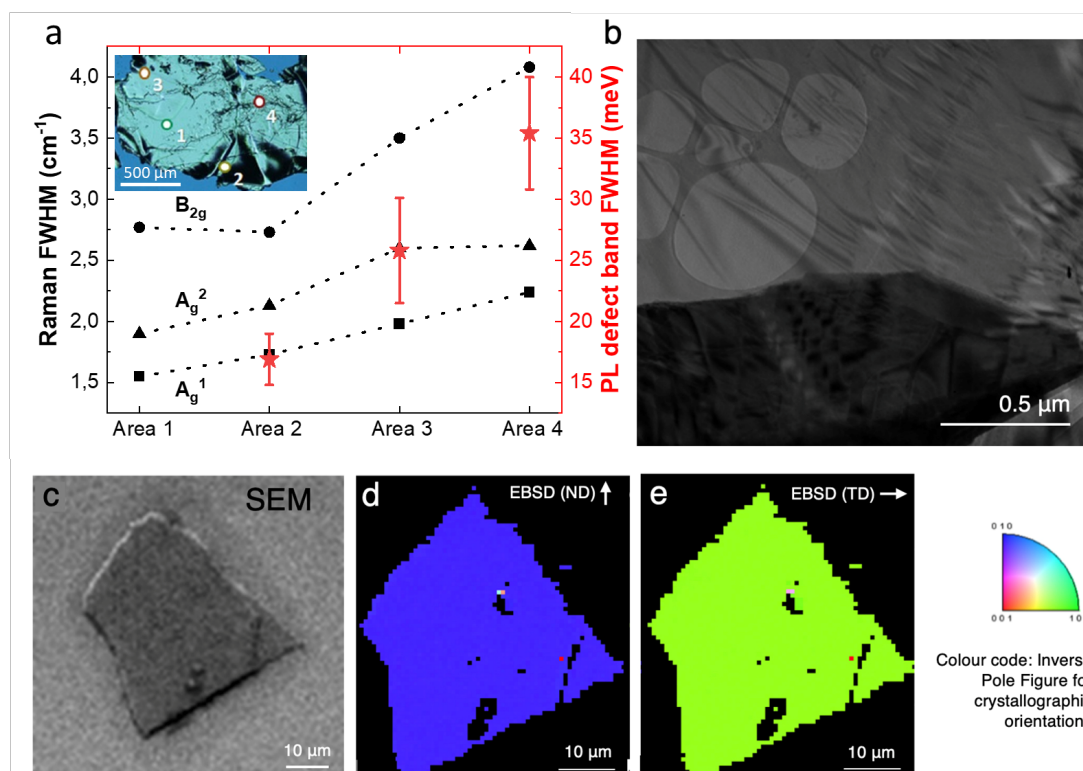 a
4,0
3,5
3,0
2,5
2,0
1,5
Raman FWHM (cm-1)
3
1
4
2
500 µm
B2g
Ag2
Ag1
Area 1 Area 2 Area 3 Area 4
40
35
30
25
20
15
PL defect band FWHM (meV)
b
0.5 µm
c SEM
10 µm
d EBSD (ND)
10 µm
e EBSD (TD)
10 µm
0 1 0
0 0 1 1 0
Colour code: Invers
Pole Figure fo
crystallographi
orientation